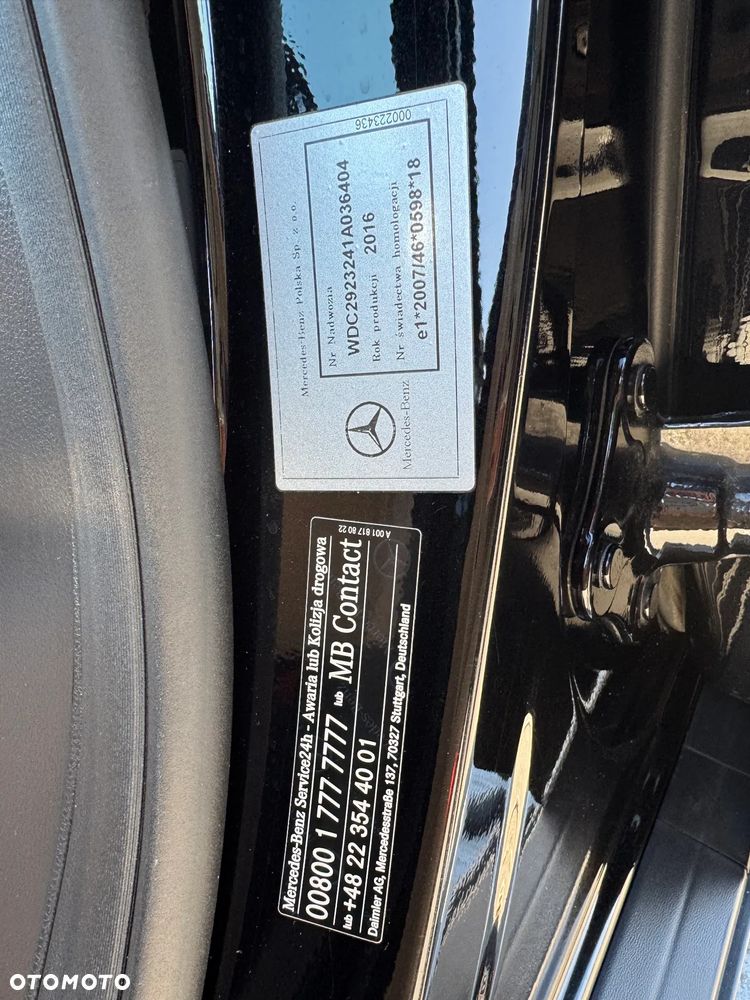 000223436
Mercedes-Benz Polska Sp. z o.o.
Nr Nadwozia
WDC2923241A036404
Rok produkcji 2016
Nr świadectwa homologacji
e1*2007/46*0598*18
Mercedes-Benz
A 001 817 80 22
Mercedes-Benz Service24h - Awaria lub Kolizja drogowa
00800 1 777 7777 lub MB Contact
lub +48 22 354 40 01
Daimler AG, Mercedesstraße 137, 70327 Stuttgart, Deutschland
OTOMOTO